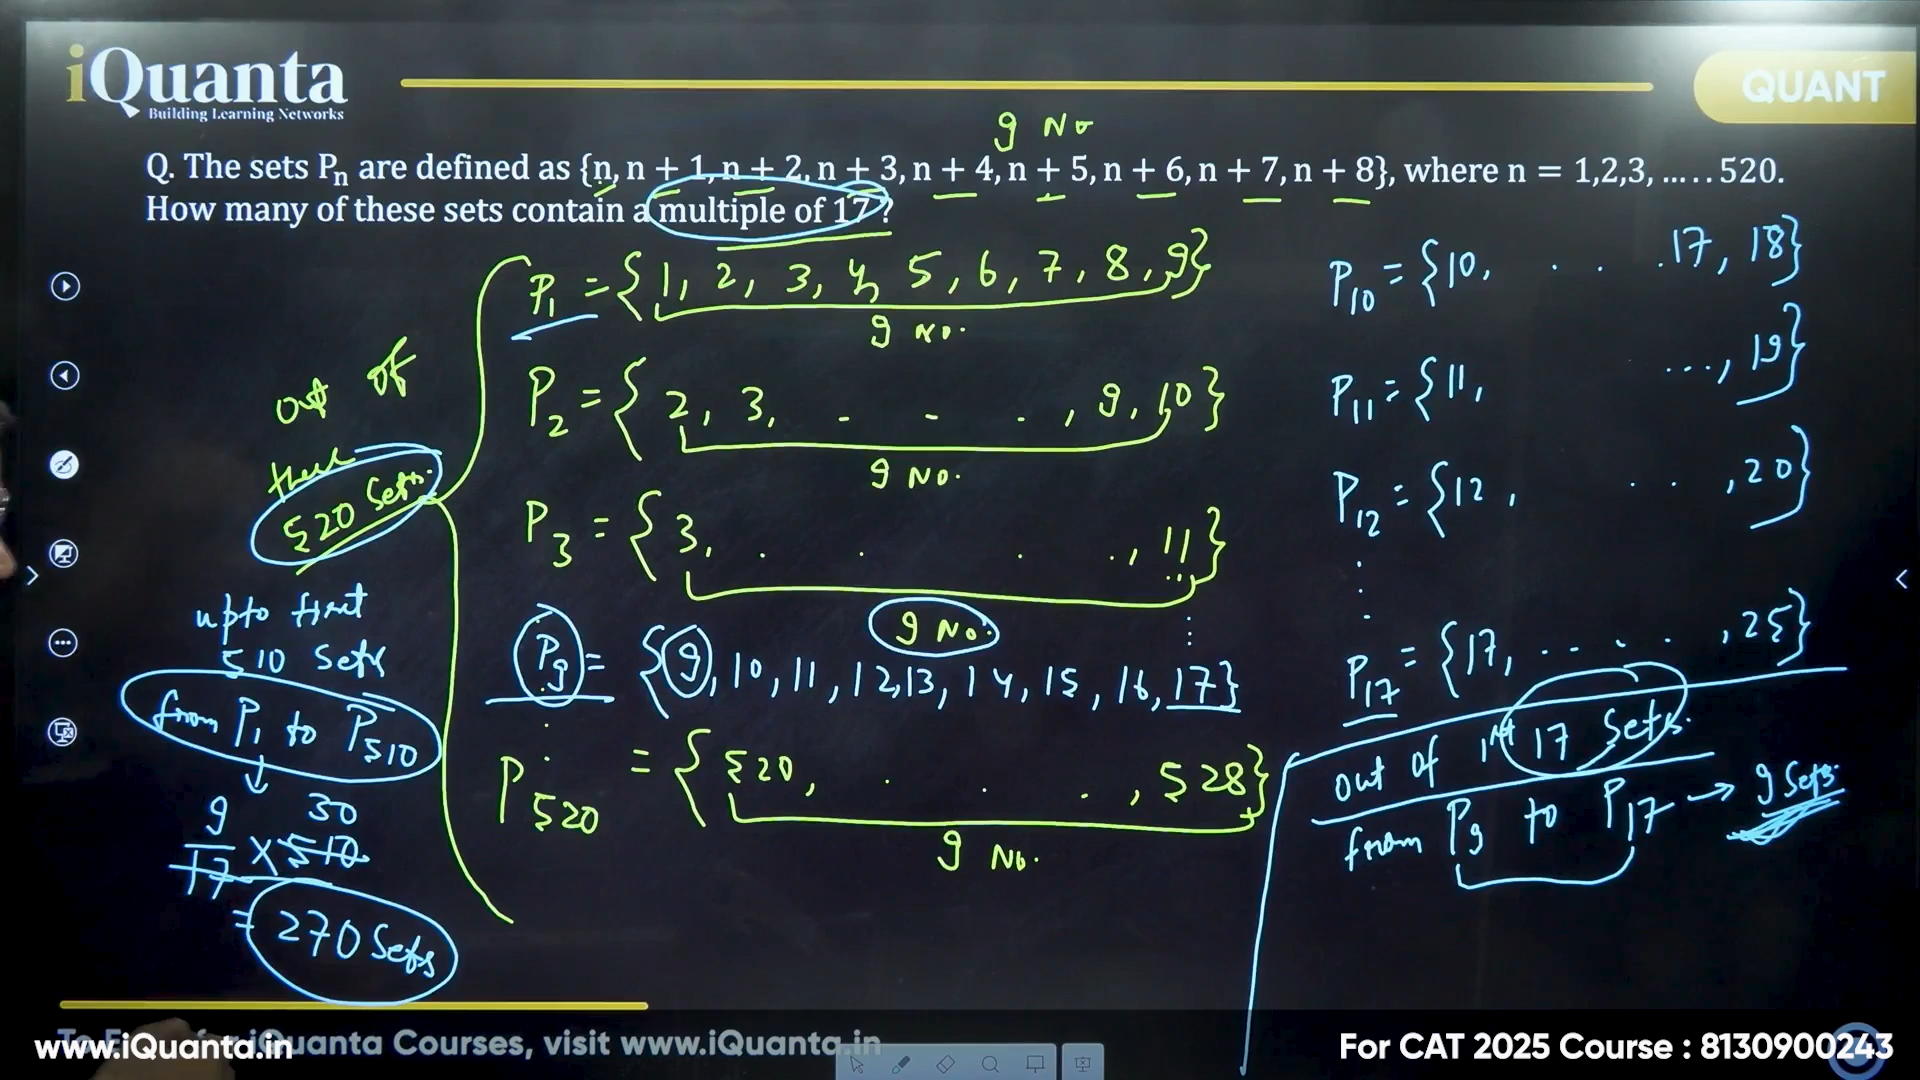 iQuanta
Building Learning Networks
QUANT
9 No
Q. The sets Pn are defined as {n, n + 1, n + 2, n + 3, n + 4, n + 5, n + 6, n + 7, n + 8}, where n = 1,2,3, ..... 520.
How many of these sets contain a multiple of 17 ?
P1 = {1, 2, 3, 4, 5, 6, 7, 8, 9}
9 No.
P2 = {2, 3, . . . , 9, 10}
9 No.
P3 = {3, . . . . , 11}
9 No.
P9 = {9, 10, 11, 12, 13, 14, 15, 16, 17}
P520 = {520, . . . , 528}
9 No.
out of
these
520 Sets.
upto first
510 Sets
from P1 to P510
9 30
17 × 510
= 270 Sets
P10 = {10, . . . 17, 18}
P11 = {11, ..., 19}
P12 = {12, . . , 20}
P17 = {17, ..... , 25}
out of 1st 17 Sets.
from P9 to P17 → 9 Sets.
www.iQuanta.in
iQuanta Courses, visit www.iQuanta.in
For CAT 2025 Course : 8130900243